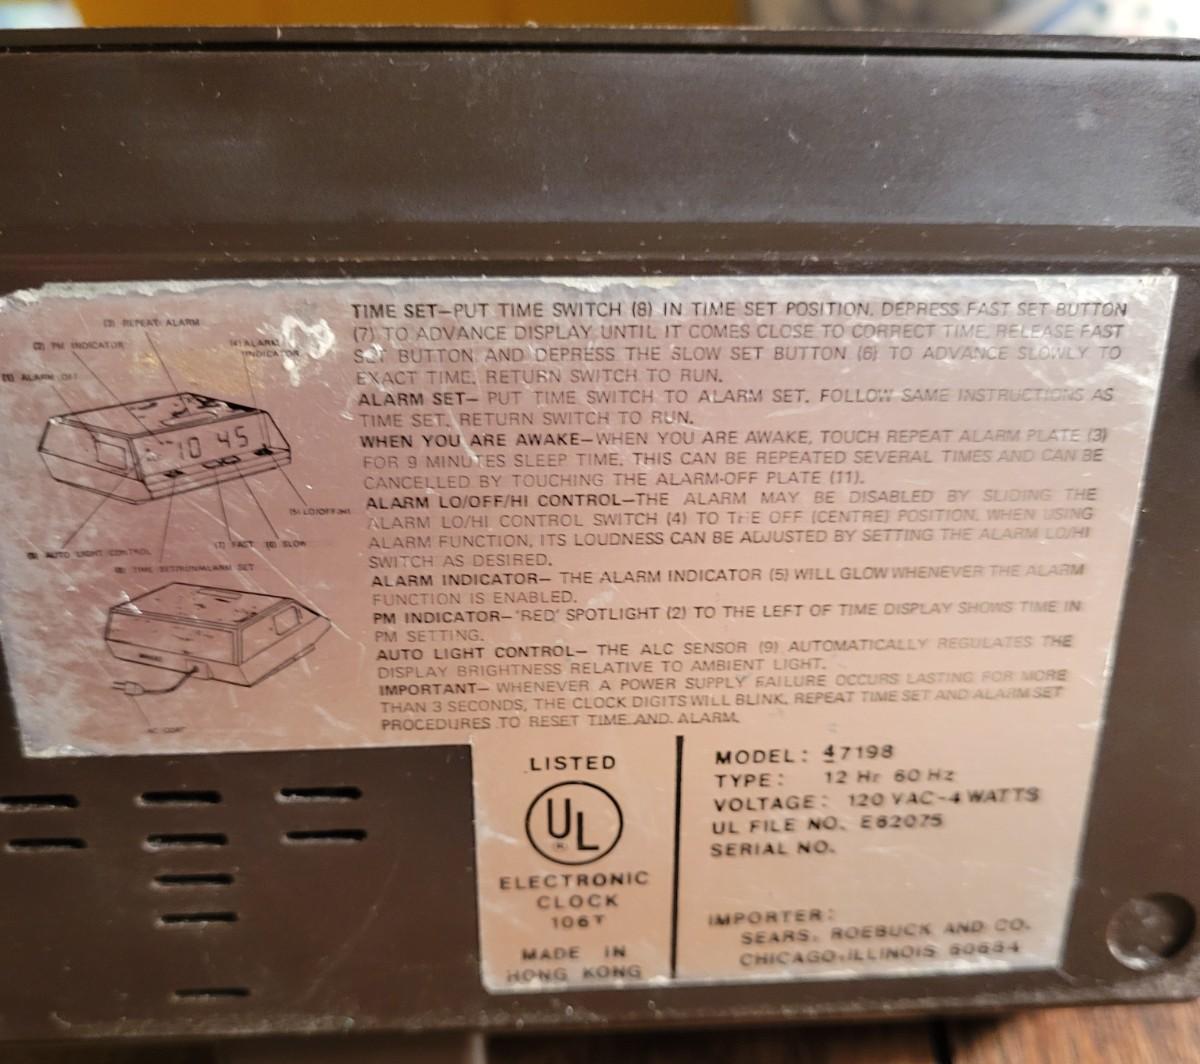 (3) REPEAT ALARM
(2) PM INDICATOR
(4) ALARM
INDICATOR
(1) ALARM OFF
10 45
(5) LO/OFF/HI
(9) AUTO LIGHT CONTROL
(7) FAST (6) SLOW
(8) TIME SET/RUN/ALARM SET
TIME SET—PUT TIME SWITCH (8) IN TIME SET POSITION. DEPRESS FAST SET BUTTON
(7) TO ADVANCE DISPLAY UNTIL IT COMES CLOSE TO CORRECT TIME. RELEASE FAST
SET BUTTON AND DEPRESS THE SLOW SET BUTTON (6) TO ADVANCE SLOWLY TO
EXACT TIME. RETURN SWITCH TO RUN.
ALARM SET— PUT TIME SWITCH TO ALARM SET. FOLLOW SAME INSTRUCTIONS AS
TIME SET. RETURN SWITCH TO RUN.
WHEN YOU ARE AWAKE—WHEN YOU ARE AWAKE, TOUCH REPEAT ALARM PLATE (3)
FOR 9 MINUTES SLEEP TIME. THIS CAN BE REPEATED SEVERAL TIMES AND CAN BE
CANCELLED BY TOUCHING THE ALARM-OFF PLATE (11).
ALARM LO/OFF/HI CONTROL—THE ALARM MAY BE DISABLED BY SLIDING THE
ALARM LO/HI CONTROL SWITCH (4) TO THE OFF (CENTRE) POSITION. WHEN USING
ALARM FUNCTION, ITS LOUDNESS CAN BE ADJUSTED BY SETTING THE ALARM LO/HI
SWITCH AS DESIRED.
ALARM INDICATOR— THE ALARM INDICATOR (5) WILL GLOW WHENEVER THE ALARM
FUNCTION IS ENABLED.
PM INDICATOR—'RED' SPOTLIGHT (2) TO THE LEFT OF TIME DISPLAY SHOWS TIME IN
PM SETTING.
AUTO LIGHT CONTROL— THE ALC SENSOR (9) AUTOMATICALLY REGULATES THE
DISPLAY BRIGHTNESS RELATIVE TO AMBIENT LIGHT.
IMPORTANT— WHENEVER A POWER SUPPLY FAILURE OCCURS LASTING FOR MORE
THAN 3 SECONDS, THE CLOCK DIGITS WILL BLINK. REPEAT TIME SET AND ALARM SET
PROCEDURES TO RESET TIME AND ALARM.
LISTED
UL
®
ELECTRONIC
CLOCK
106T
MADE IN
HONG KONG
MODEL: 47198
TYPE: 12 Hr 60 Hz
VOLTAGE: 120 VAC~4 WATTS
UL FILE NO. E62075
SERIAL NO.
IMPORTER:
SEARS, ROEBUCK AND CO.
CHICAGO, ILLINOIS 60684